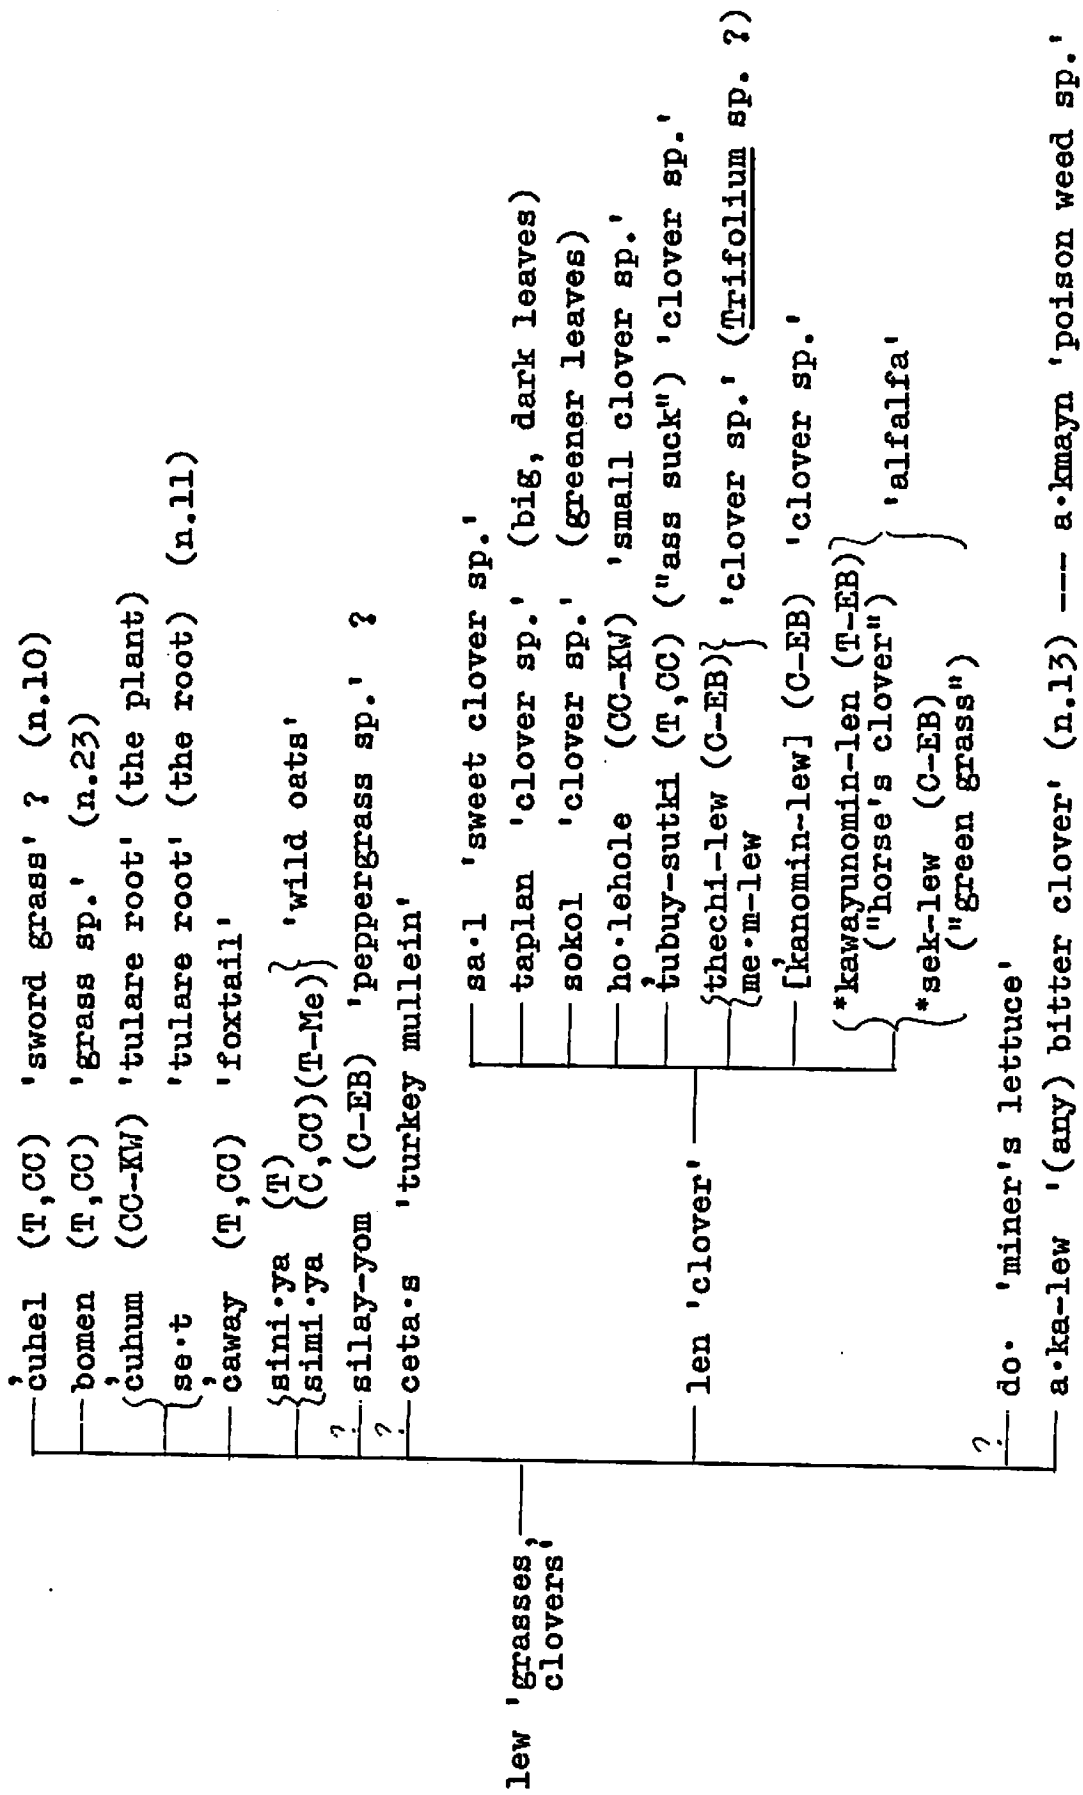 c̓uhel (T,CC) 'sword grass' ? (n.10)
bomen (T,CC) 'grass sp.' (n.23)
c̓uhum (CC-KW) 'tulare root' (the plant)
se·t 'tulare root' (the root) (n.11)
c̓away (T,CC) 'foxtail'
sini·ya (T)
simi·ya (C,CC)(T-Me) 'wild oats'
? silay-yom (C-EB) 'peppergrass sp.' ?
? ceta·s 'turkey mullein'
sa·l 'sweet clover sp.'
taplan 'clover sp.' (big, dark leaves)
sokol 'clover sp.' (greener leaves)
ho·lehole (CC-KW) 'small clover sp.'
t̓ubuy-sutki (T,CC) ("ass suck") 'clover sp.'
lew 'grasses,
clovers'
len 'clover'
thechi-lew (C-EB)
me·m-lew 'clover sp.' (Trifolium sp. ?)
[k̓anomin-lew] (C-EB) 'clover sp.'
*kawayunomin-len (T-EB)
("horse's clover")
'alfalfa'
*sek-lew (C-EB)
("green grass")
? do· 'miner's lettuce'
a·ka-lew '(any) bitter clover' (n.13) --- a·kmayn 'poison weed sp.'